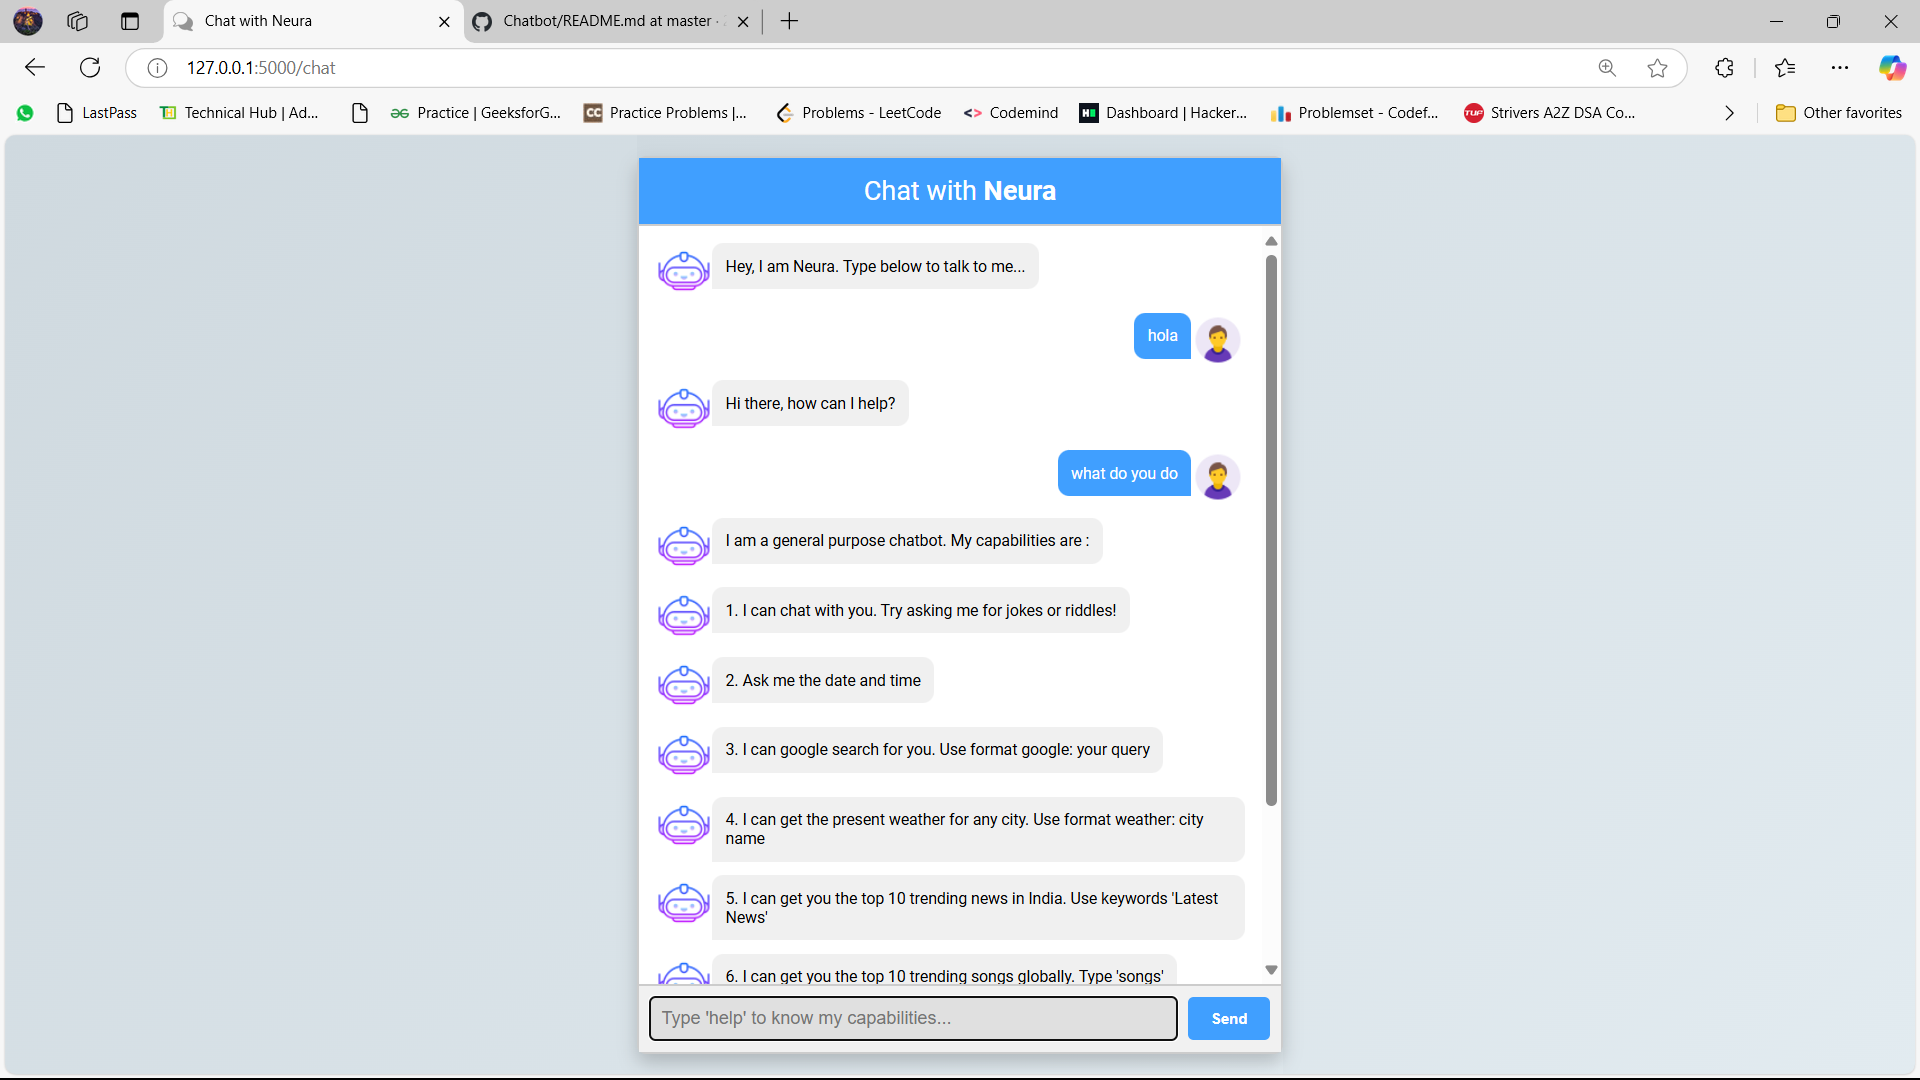 Chat with Neura
Chatbot/README.md at master ·
127.0.0.1:5000/chat
LastPass
Technical Hub | Ad...
Practice | GeeksforG...
Practice Problems |...
Problems - LeetCode
Codemind
Dashboard | Hacker...
Problemset - Codef...
Strivers A2Z DSA Co...
Other favorites
Chat with Neura
Hey, I am Neura. Type below to talk to me...
hola
Hi there, how can I help?
what do you do
I am a general purpose chatbot. My capabilities are :
1. I can chat with you. Try asking me for jokes or riddles!
2. Ask me the date and time
3. I can google search for you. Use format google: your query
4. I can get the present weather for any city. Use format weather: city
name
5. I can get you the top 10 trending news in India. Use keywords 'Latest
News'
6. I can get you the top 10 trending songs globally. Type 'songs'
Type 'help' to know my capabilities...
Send